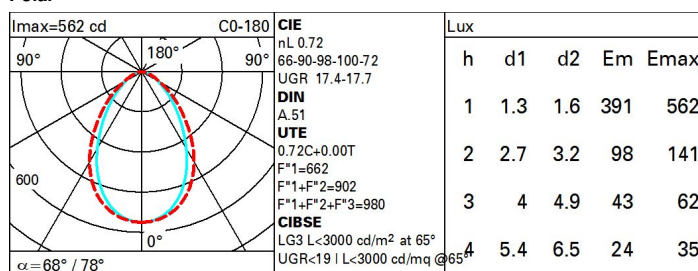 Imax=562 cd C0-180
90° 180° 90°
600
0°
α=68° / 78°
CIE
nL 0.72
66-90-98-100-72
UGR 17.4-17.7
DIN
A.51
UTE
0.72C+0.00T
F"1=662
F"1+F"2=902
F"1+F"2+F"3=980
CIBSE
LG3 L<3000 cd/m² at 65°
UGR<19 | L<3000 cd/mq @65°
Lux
h d1 d2 Em Emax
1 1.3 1.6 391 562
2 2.7 3.2 98 141
3 4 4.9 43 62
4 5.4 6.5 24 35